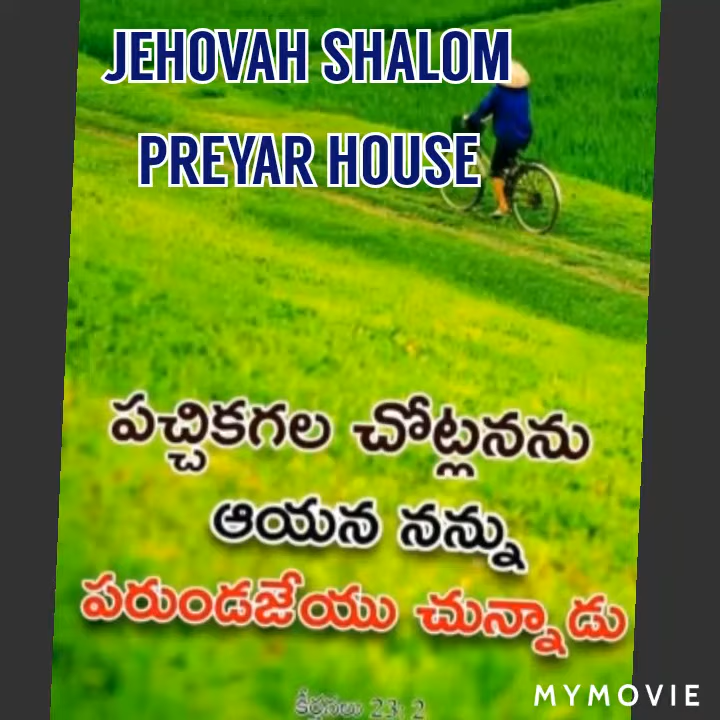 JEHOVAH SHALOM
PREYAR HOUSE
పచ్చికగల చోట్లనను
ఆయన నన్ను
పరుండజేయు చున్నాడు
కీర్తనలు 23: 2
MYMOVIE